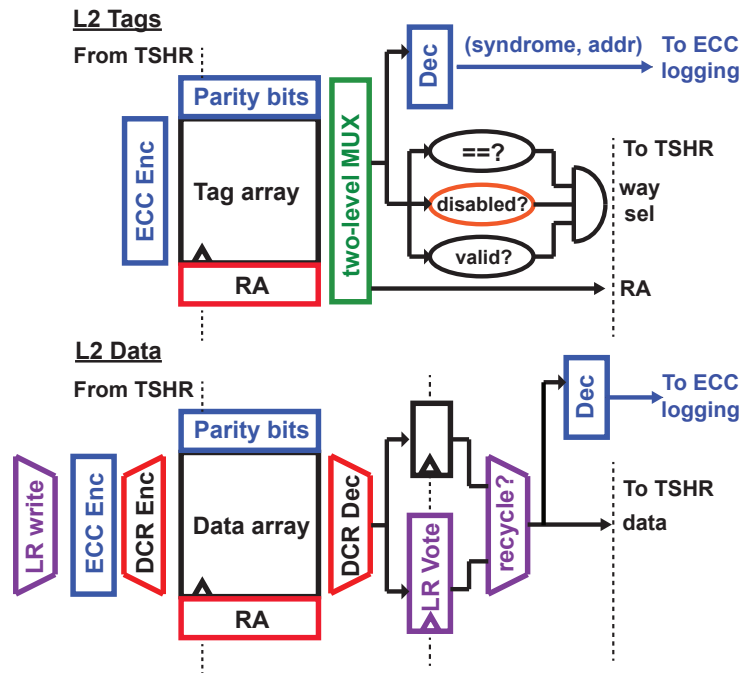 L2 Tags
From TSHR
Parity bits
ECC Enc
Tag array
RA
two-level MUX
Dec
(syndrome, addr)
To ECC
logging
==?
disabled?
valid?
To TSHR
way
sel
RA
L2 Data
From TSHR
Parity bits
LR write
ECC Enc
DCR Enc
Data array
RA
DCR Dec
LR Vote
recycle?
Dec
To ECC
logging
To TSHR
data